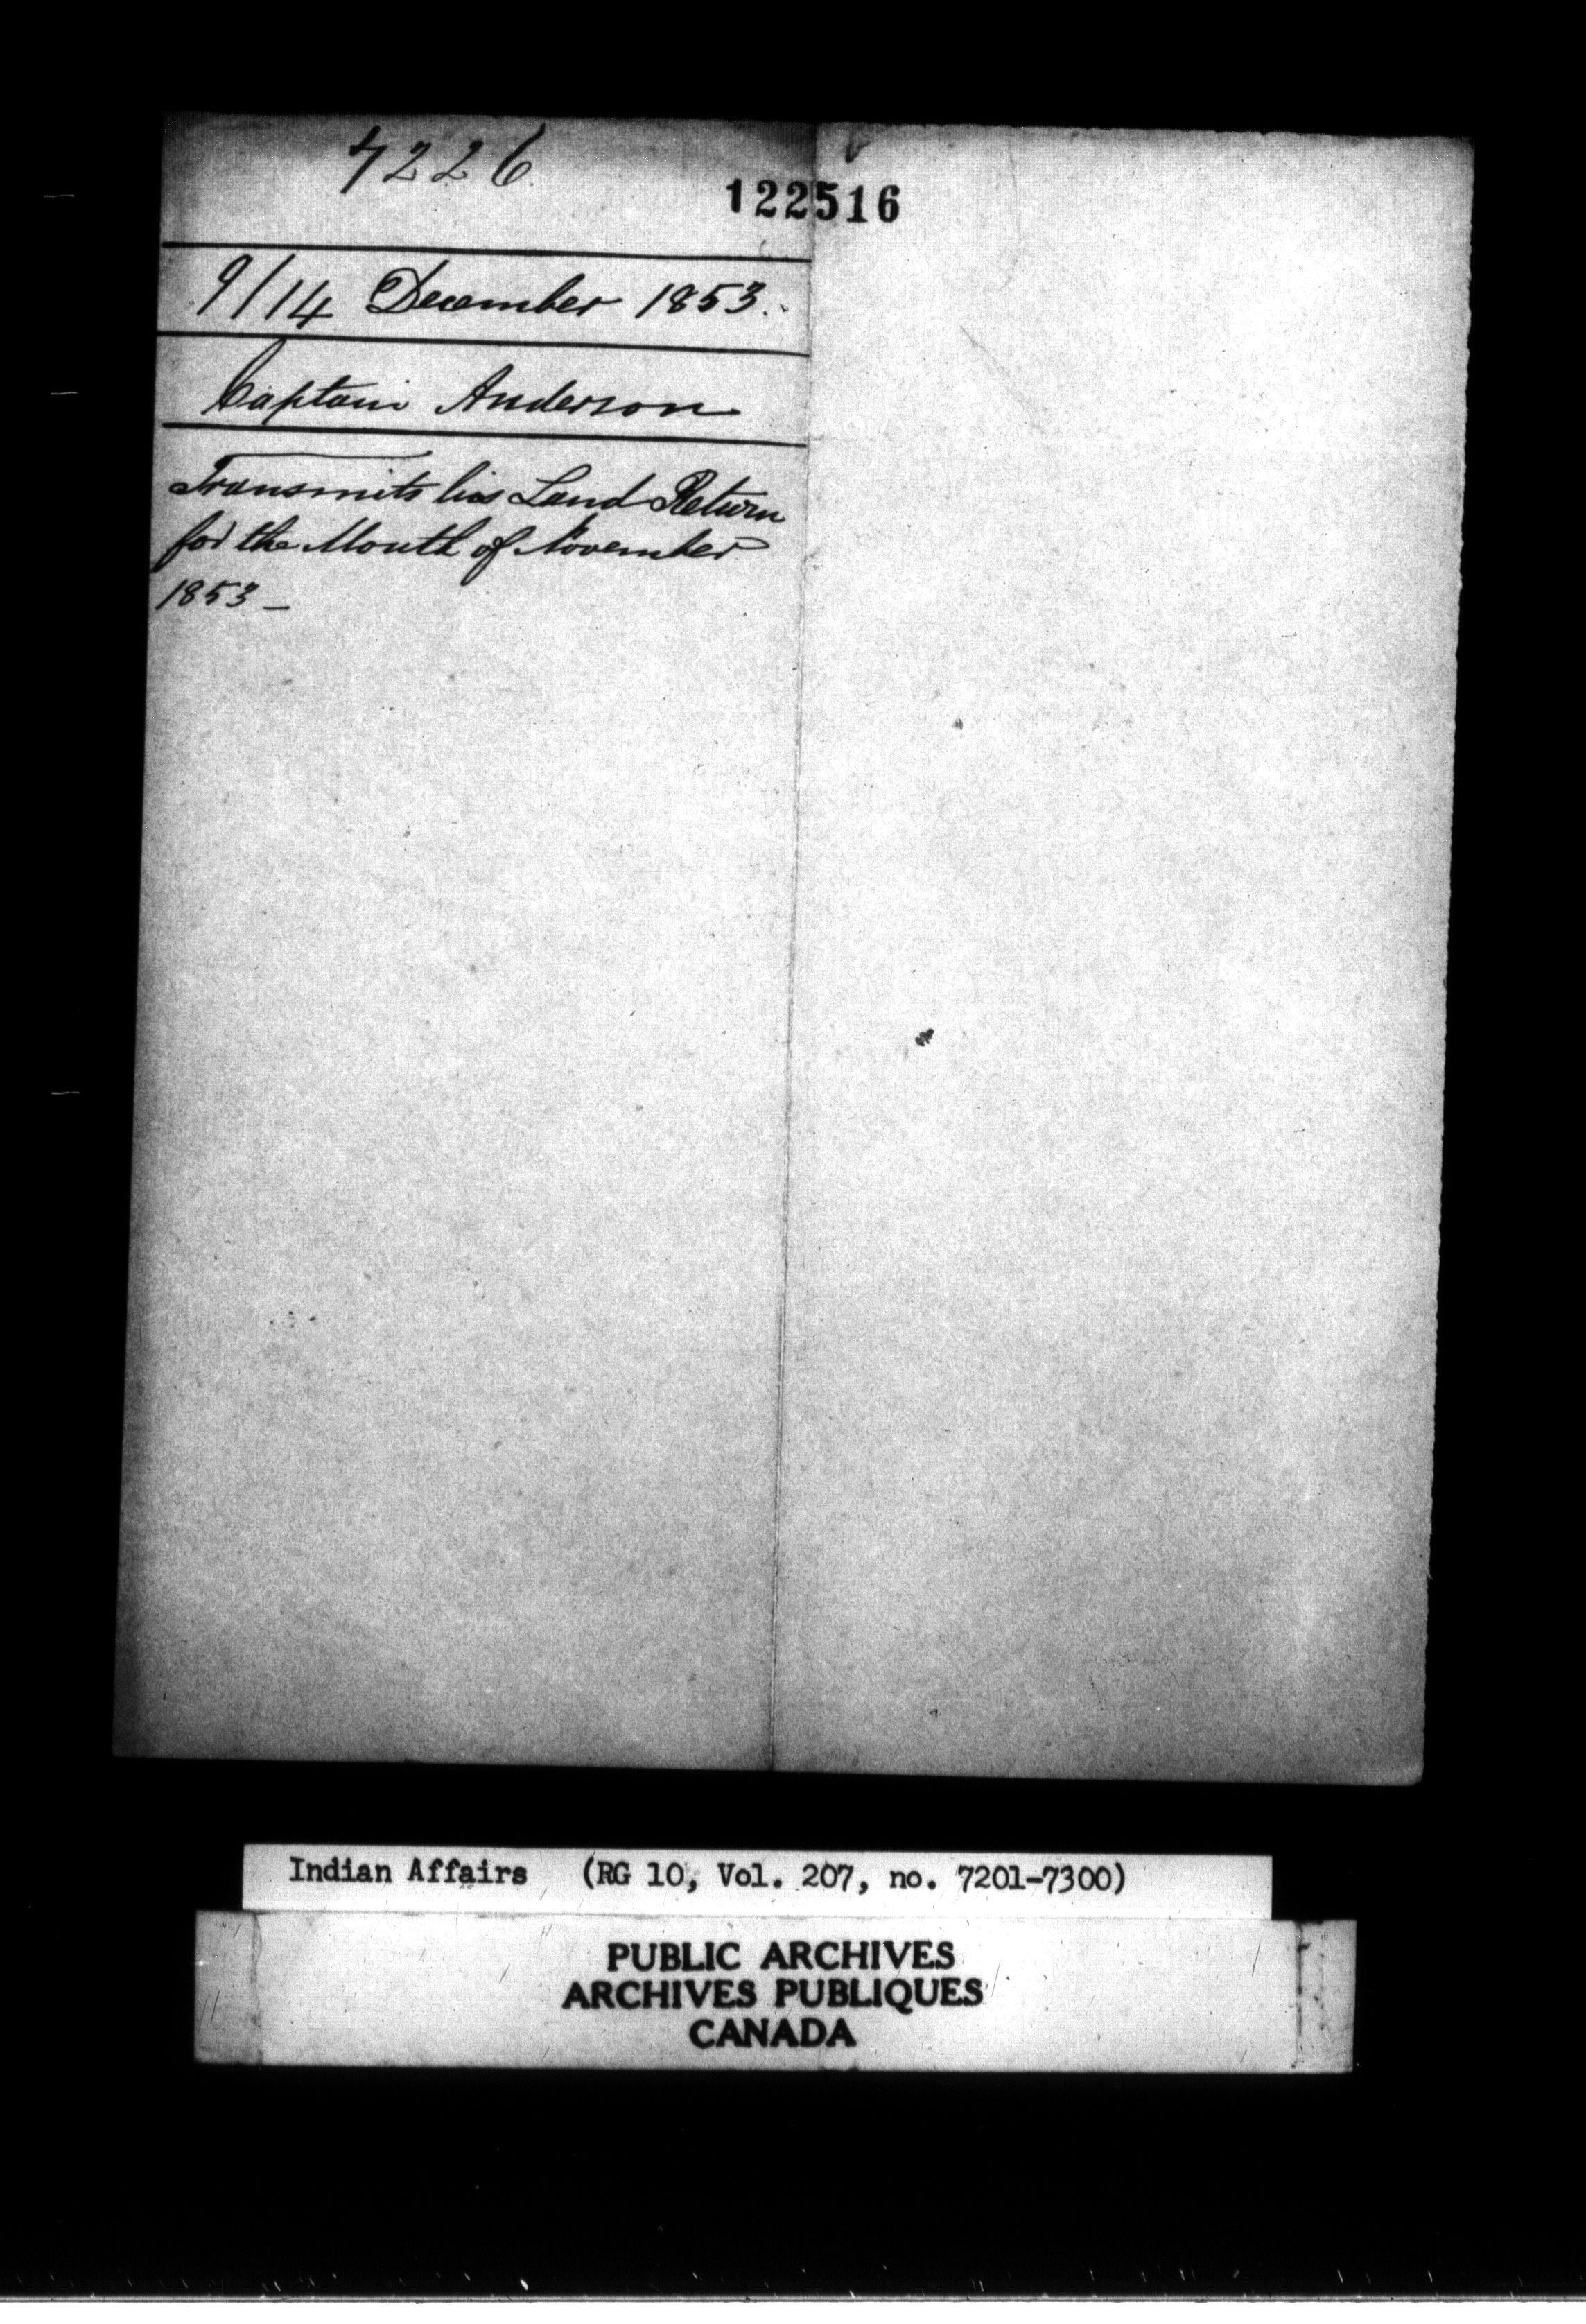 7226
122516
9/14 December 1853.
Captain Anderson
Transmits his Land Return
for the Month of November
1853 _
Indian Affairs (RG 10, Vol. 207, no. 7201-7300)
PUBLIC ARCHIVES
ARCHIVES PUBLIQUES
CANADA